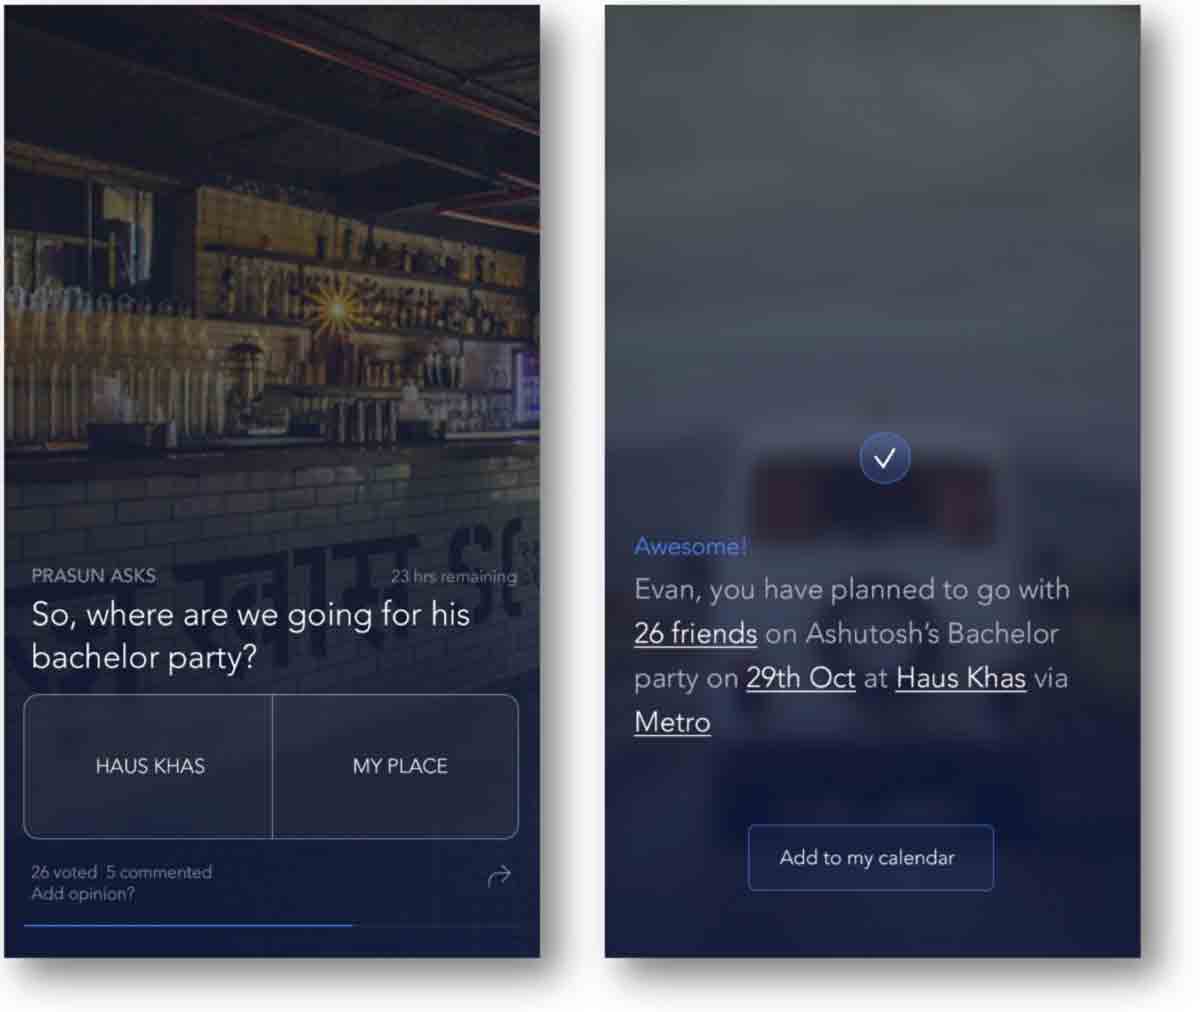 PRASUN ASKS
23 hrs remaining
So, where are we going for his
bachelor party?
HAUS KHAS
MY PLACE
26 voted 5 commented
Add opinion?
Awesome!
Evan, you have planned to go with
26 friends on Ashutosh's Bachelor
party on 29th Oct at Haus Khas via
Metro
Add to my calendar